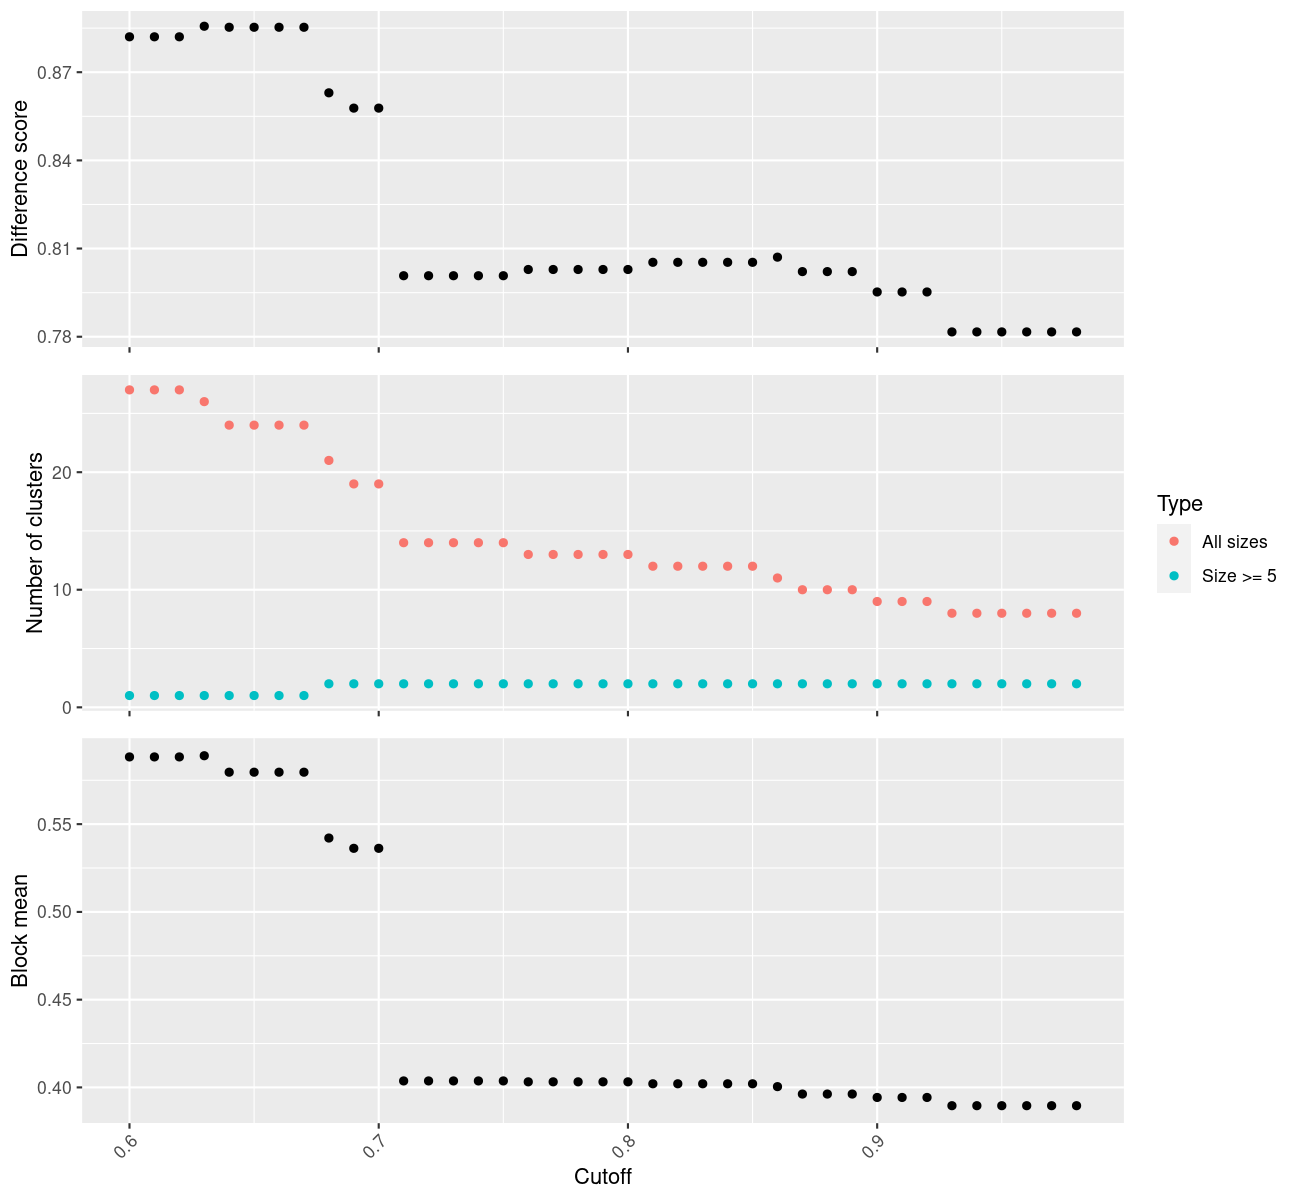 Difference score
0.87
0.84
0.81
0.78
Number of clusters
20
10
0
Type
All sizes
Size >= 5
Block mean
0.55
0.50
0.45
0.40
0.6
0.7
0.8
0.9
Cutoff